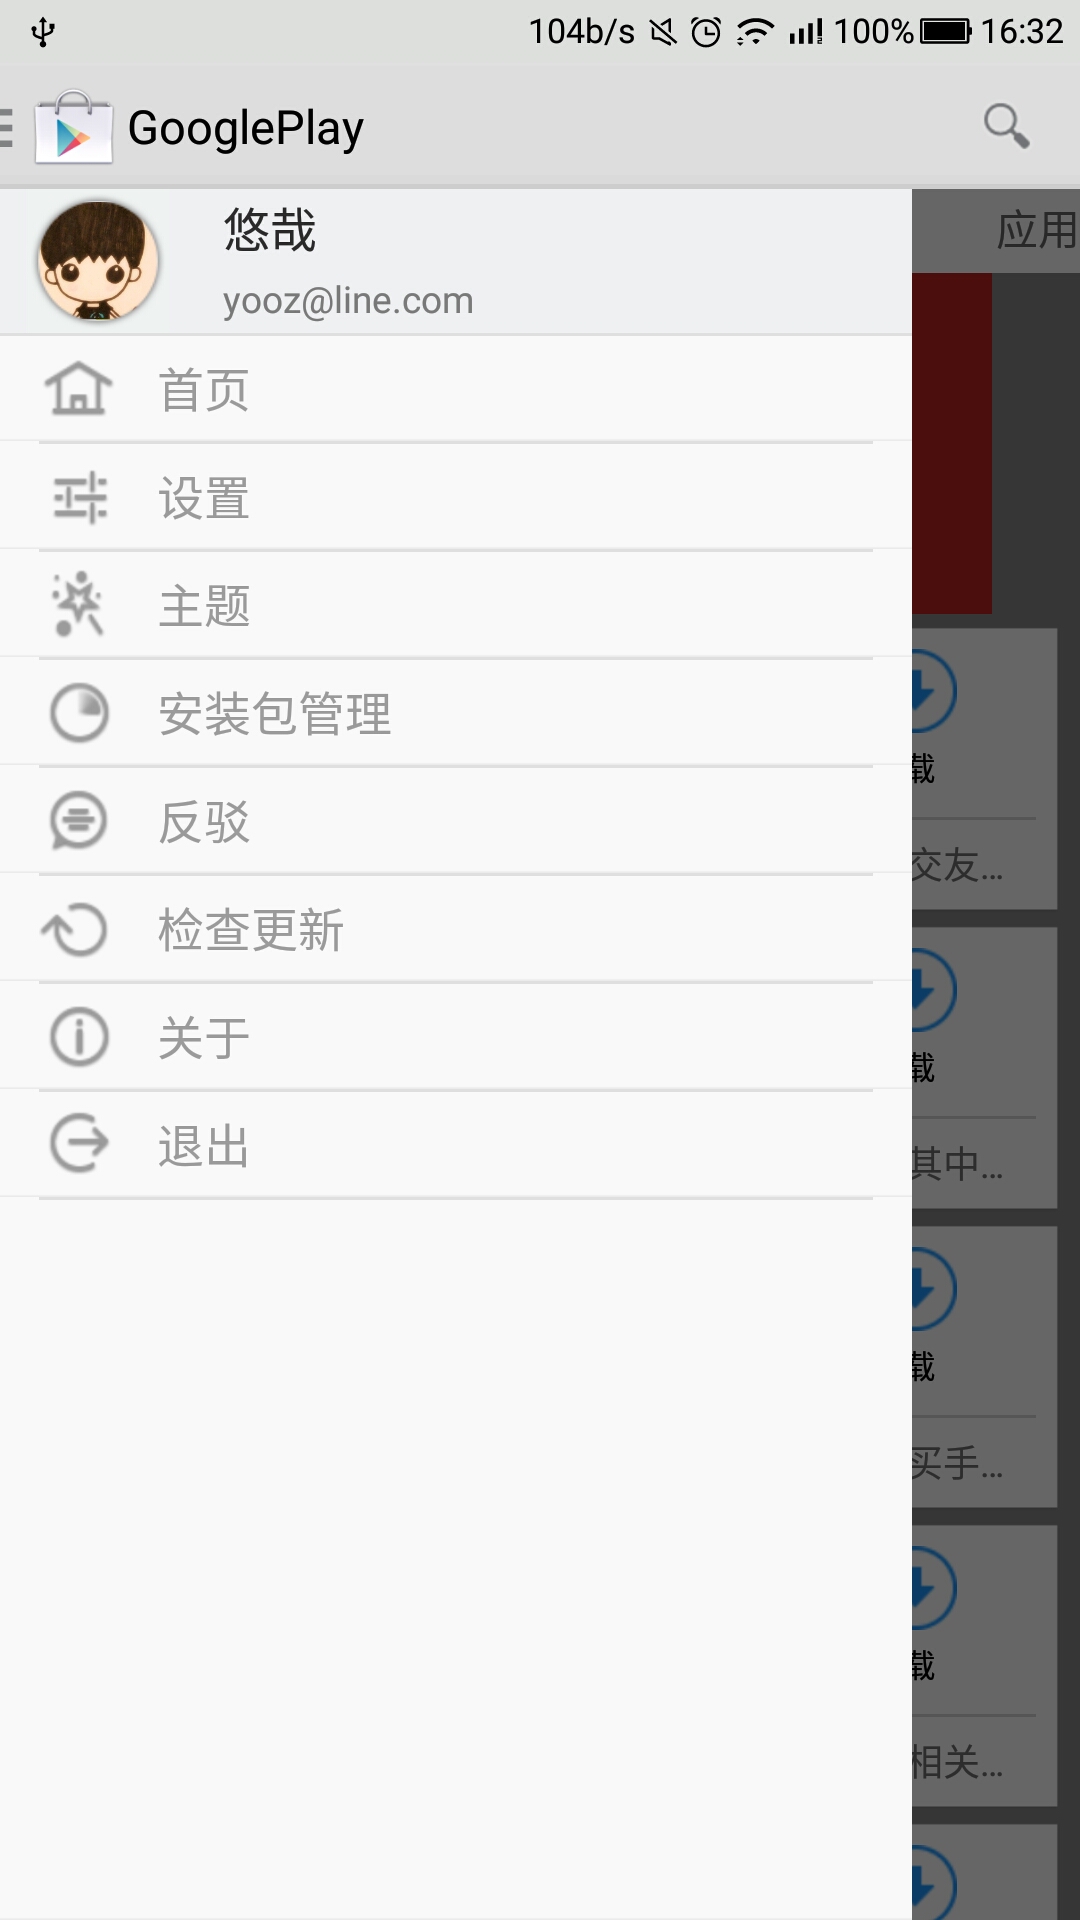 104b/s 100% 16:32
GooglePlay
悠哉
应用
yooz@line.com
首页
设置
主题
安装包管理
载
反驳
交友...
检查更新
关于
载
退出
其中...
载
买手...
载
相关...